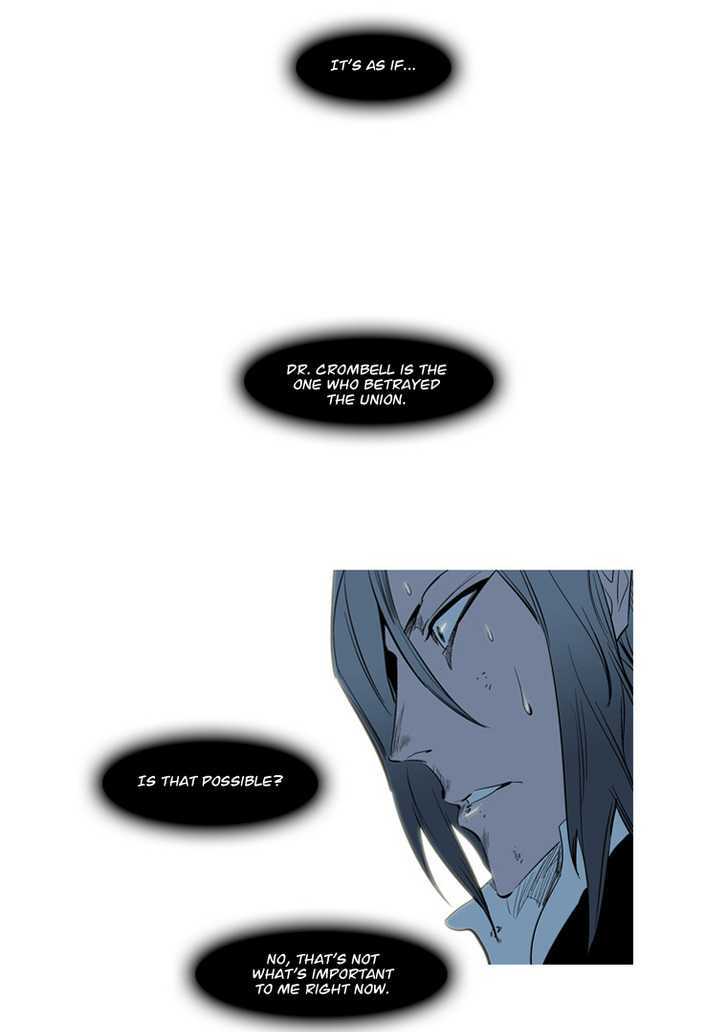 IT'S AS IF...
DR. CROMBELL IS THE
ONE WHO BETRAYED
THE UNION.
IS THAT POSSIBLE?
NO, THAT'S NOT
WHAT'S IMPORTANT
TO ME RIGHT NOW.